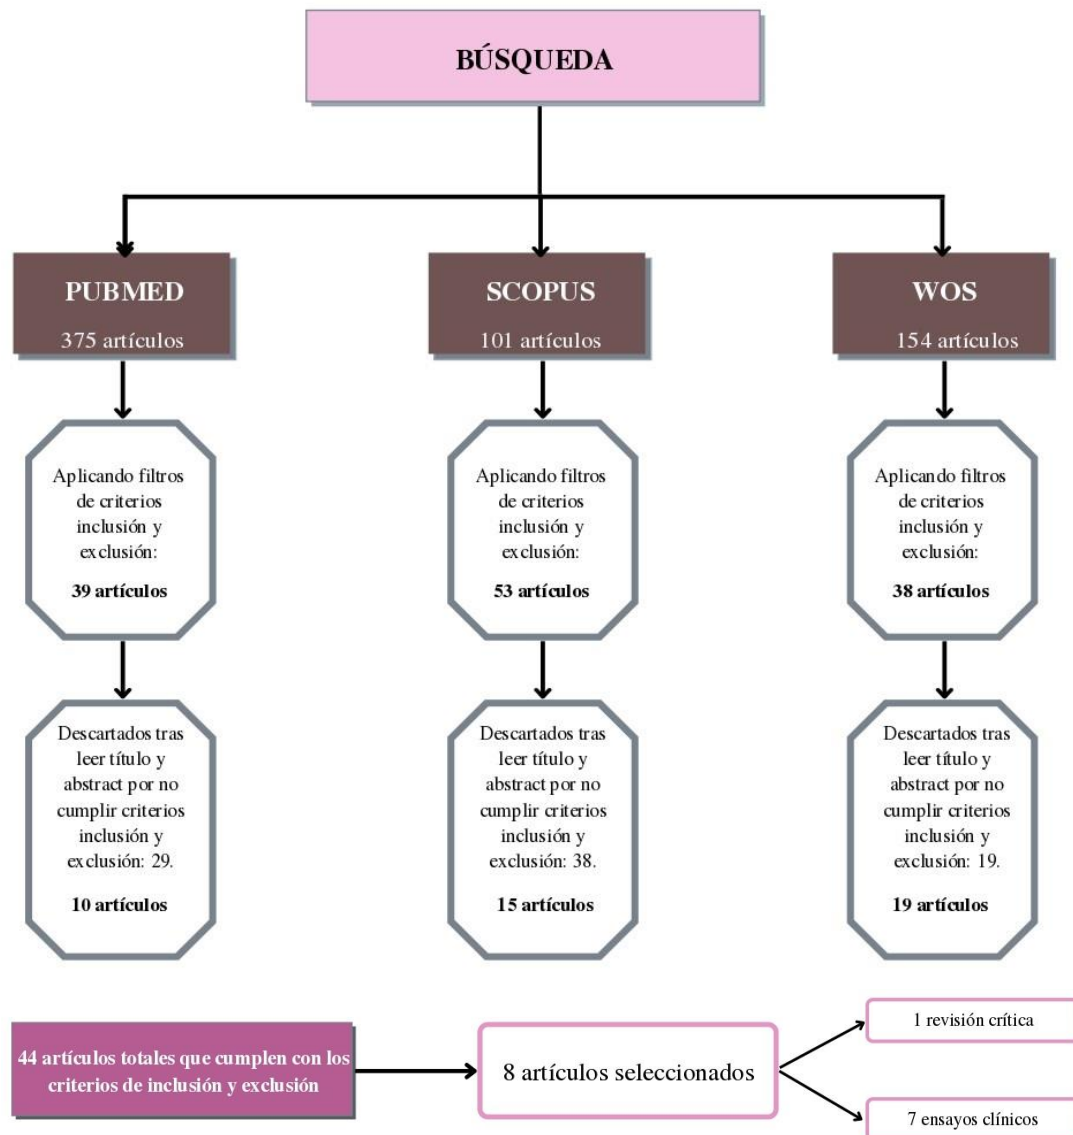 BÚSQUEDA
PUBMED
375 artículos
SCOPUS
101 artículos
WOS
154 artículos
Aplicando filtros
de criterios
inclusión y
exclusión:
39 artículos
Aplicando filtros
de criterios
inclusión y
exclusión:
53 artículos
Aplicando filtros
de criterios
inclusión y
exclusión:
38 artículos
Descartados tras
leer título y
abstract por no
cumplir criterios
inclusión y
exclusión: 29.
10 artículos
Descartados tras
leer título y
abstract por no
cumplir criterios
inclusión y
exclusión: 38.
15 artículos
Descartados tras
leer título y
abstract por no
cumplir criterios
inclusión y
exclusión: 19.
19 artículos
44 artículos totales que cumplen con los
criterios de inclusión y exclusión
8 artículos seleccionados
1 revisión crítica
7 ensayos clínicos